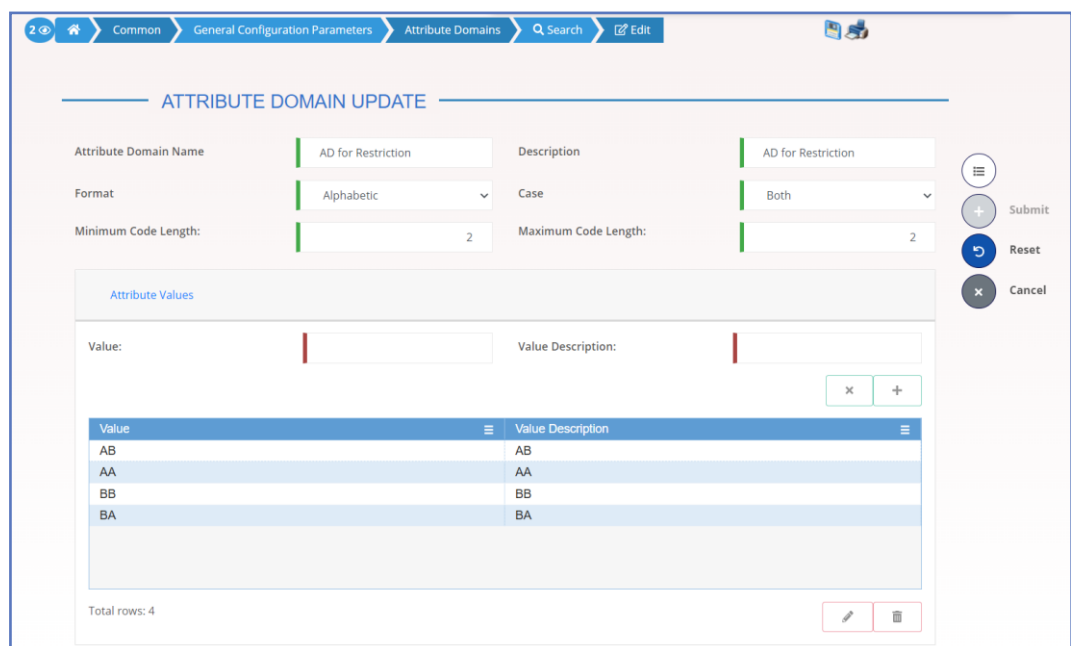 2 Common General Configuration Parameters Attribute Domains Search Edit
ATTRIBUTE DOMAIN UPDATE
Attribute Domain Name AD for Restriction Description AD for Restriction
Format Alphabetic Case Both
Minimum Code Length: 2 Maximum Code Length: 2
Submit
Reset
Cancel
Attribute Values
Value: Value Description:
Value Value Description
AB AB
AA AA
BB BB
BA BA
Total rows: 4